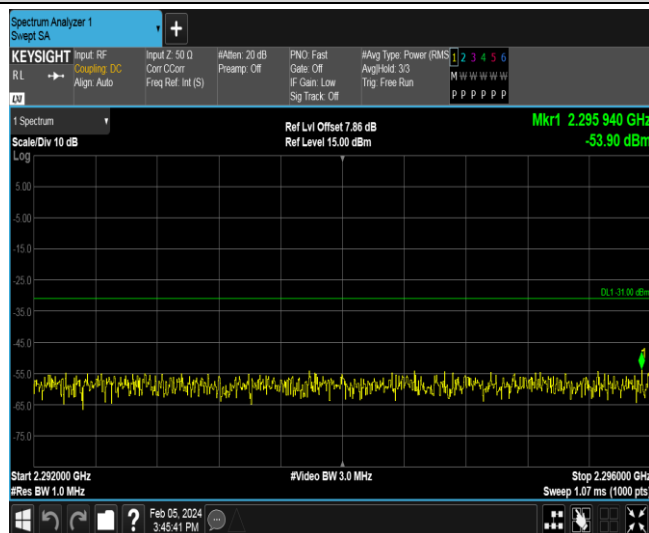 Spectrum Analyzer 1
Swept SA
+
KEYSIGHT Input: RF Input Z: 50 Ω #Atten: 20 dB PNO: Fast #Avg Type: Power (RMS 1 2 3 4 5 6
RL Coupling: DC Corr CCorr Preamp: Off Gate: Off Avg|Hold: 3/3 M W W W W W
Align: Auto Freq Ref: Int (S) IF Gain: Low Trig: Free Run
LXI Sig Track: Off P P P P P P
1 Spectrum Ref Lvl Offset 7.86 dB Mkr1 2.295 940 GHz
Scale/Div 10 dB Ref Level 15.00 dBm -53.90 dBm
Log
5.00
-5.00
-15.0
-25.0
DL1 -31.00 dBm
-35.0
-45.0
1
-55.0
-65.0
-75.0
Start 2.292000 GHz #Video BW 3.0 MHz Stop 2.296000 GHz
#Res BW 1.0 MHz Sweep 1.07 ms (1000 pts)
? Feb 05, 2024
3:45:41 PM